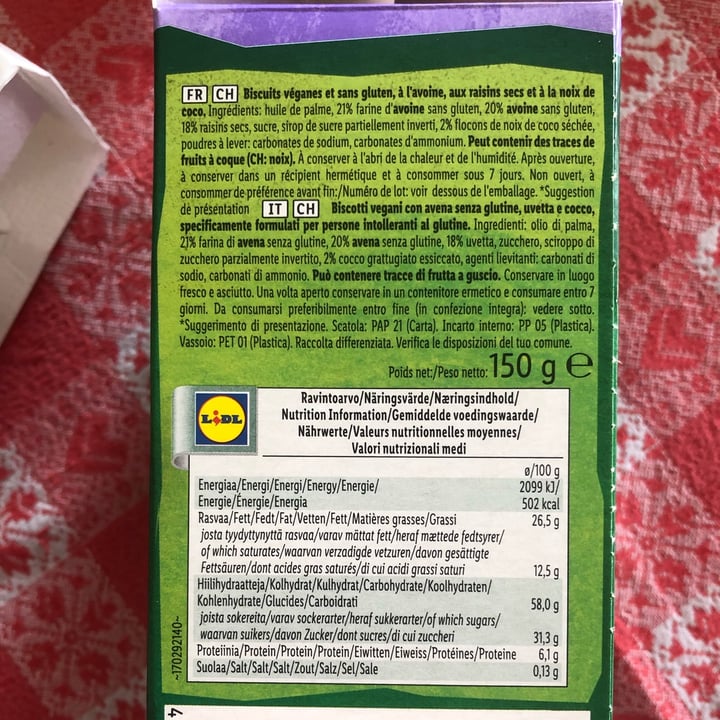 FR CH Biscuits véganes et sans gluten, à l'avoine, aux raisins secs et à la noix de
coco. Ingrédients: huile de palme, 21% farine d'avoine sans gluten, 20% avoine sans gluten,
18% raisins secs, sucre, sirop de sucre partiellement inverti, 2% flocons de noix de coco séchée,
poudres à lever: carbonates de sodium, carbonates d'ammonium. Peut contenir des traces de
fruits à coque (CH: noix). À conserver à l'abri de la chaleur et de l'humidité. Après ouverture,
à conserver dans un récipient hermétique et à consommer sous 7 jours. Non ouvert, à
consommer de préférence avant fin:/Numéro de lot: voir dessous de l'emballage. *Suggestion
de présentation IT CH Biscotti vegani con avena senza glutine, uvetta e cocco,
specificamente formulati per persone intolleranti al glutine. Ingredienti: olio di palma,
21% farina di avena senza glutine, 20% avena senza glutine, 18% uvetta, zucchero, sciroppo di
zucchero parzialmente invertito, 2% cocco grattugiato essiccato, agenti lievitanti: carbonati di
sodio, carbonati di ammonio. Può contenere tracce di frutta a guscio. Conservare in luogo
fresco e asciutto. Una volta aperto conservare in un contenitore ermetico e consumare entro 7
giorni. Da consumarsi preferibilmente entro fine (in confezione integra): vedere sotto.
*Suggerimento di presentazione. Scatola: PAP 21 (Carta). Incarto interno: PP 05 (Plastica).
Vassoio: PET 01 (Plastica). Raccolta differenziata. Verifica le disposizioni del tuo comune.
Poids net:/Peso netto: 150 g e
LIDL
Ravintoarvo/Näringsvärde/Næringsindhold/
Nutrition Information/Gemiddelde voedingswaarde/
Nährwerte/Valeurs nutritionnelles moyennes/
Valori nutrizionali medi
ø/100 g
Energiaa/Energi/Energi/Energy/Energie/ 2099 kJ/
Energie/Énergie/Energia 502 kcal
Rasvaa/Fett/Fedt/Fat/Vetten/Fett/Matières grasses/Grassi 26,5 g
josta tyydyttynyttä rasvaa/varav mättat fett/heraf mættede fedtsyrer/
of which saturates/waarvan verzadigde vetzuren/davon gesättigte
Fettsäuren/dont acides gras saturés/di cui acidi grassi saturi 12,5 g
Hiilihydraatteja/Kolhydrat/Kulhydrat/Carbohydrate/Koolhydraten/
Kohlenhydrate/Glucides/Carboidrati 58,0 g
joista sokereita/varav sockerarter/heraf sukkerarter/of which sugars/
waarvan suikers/davon Zucker/dont sucres/di cui zuccheri 31,3 g
Proteiinia/Protein/Protein/Protein/Eiwitten/Eiweiss/Protéines/Proteine 6,1 g
Suolaa/Salt/Salt/Salt/Zout/Salz/Sel/Sale 0,13 g
~170292140~
4